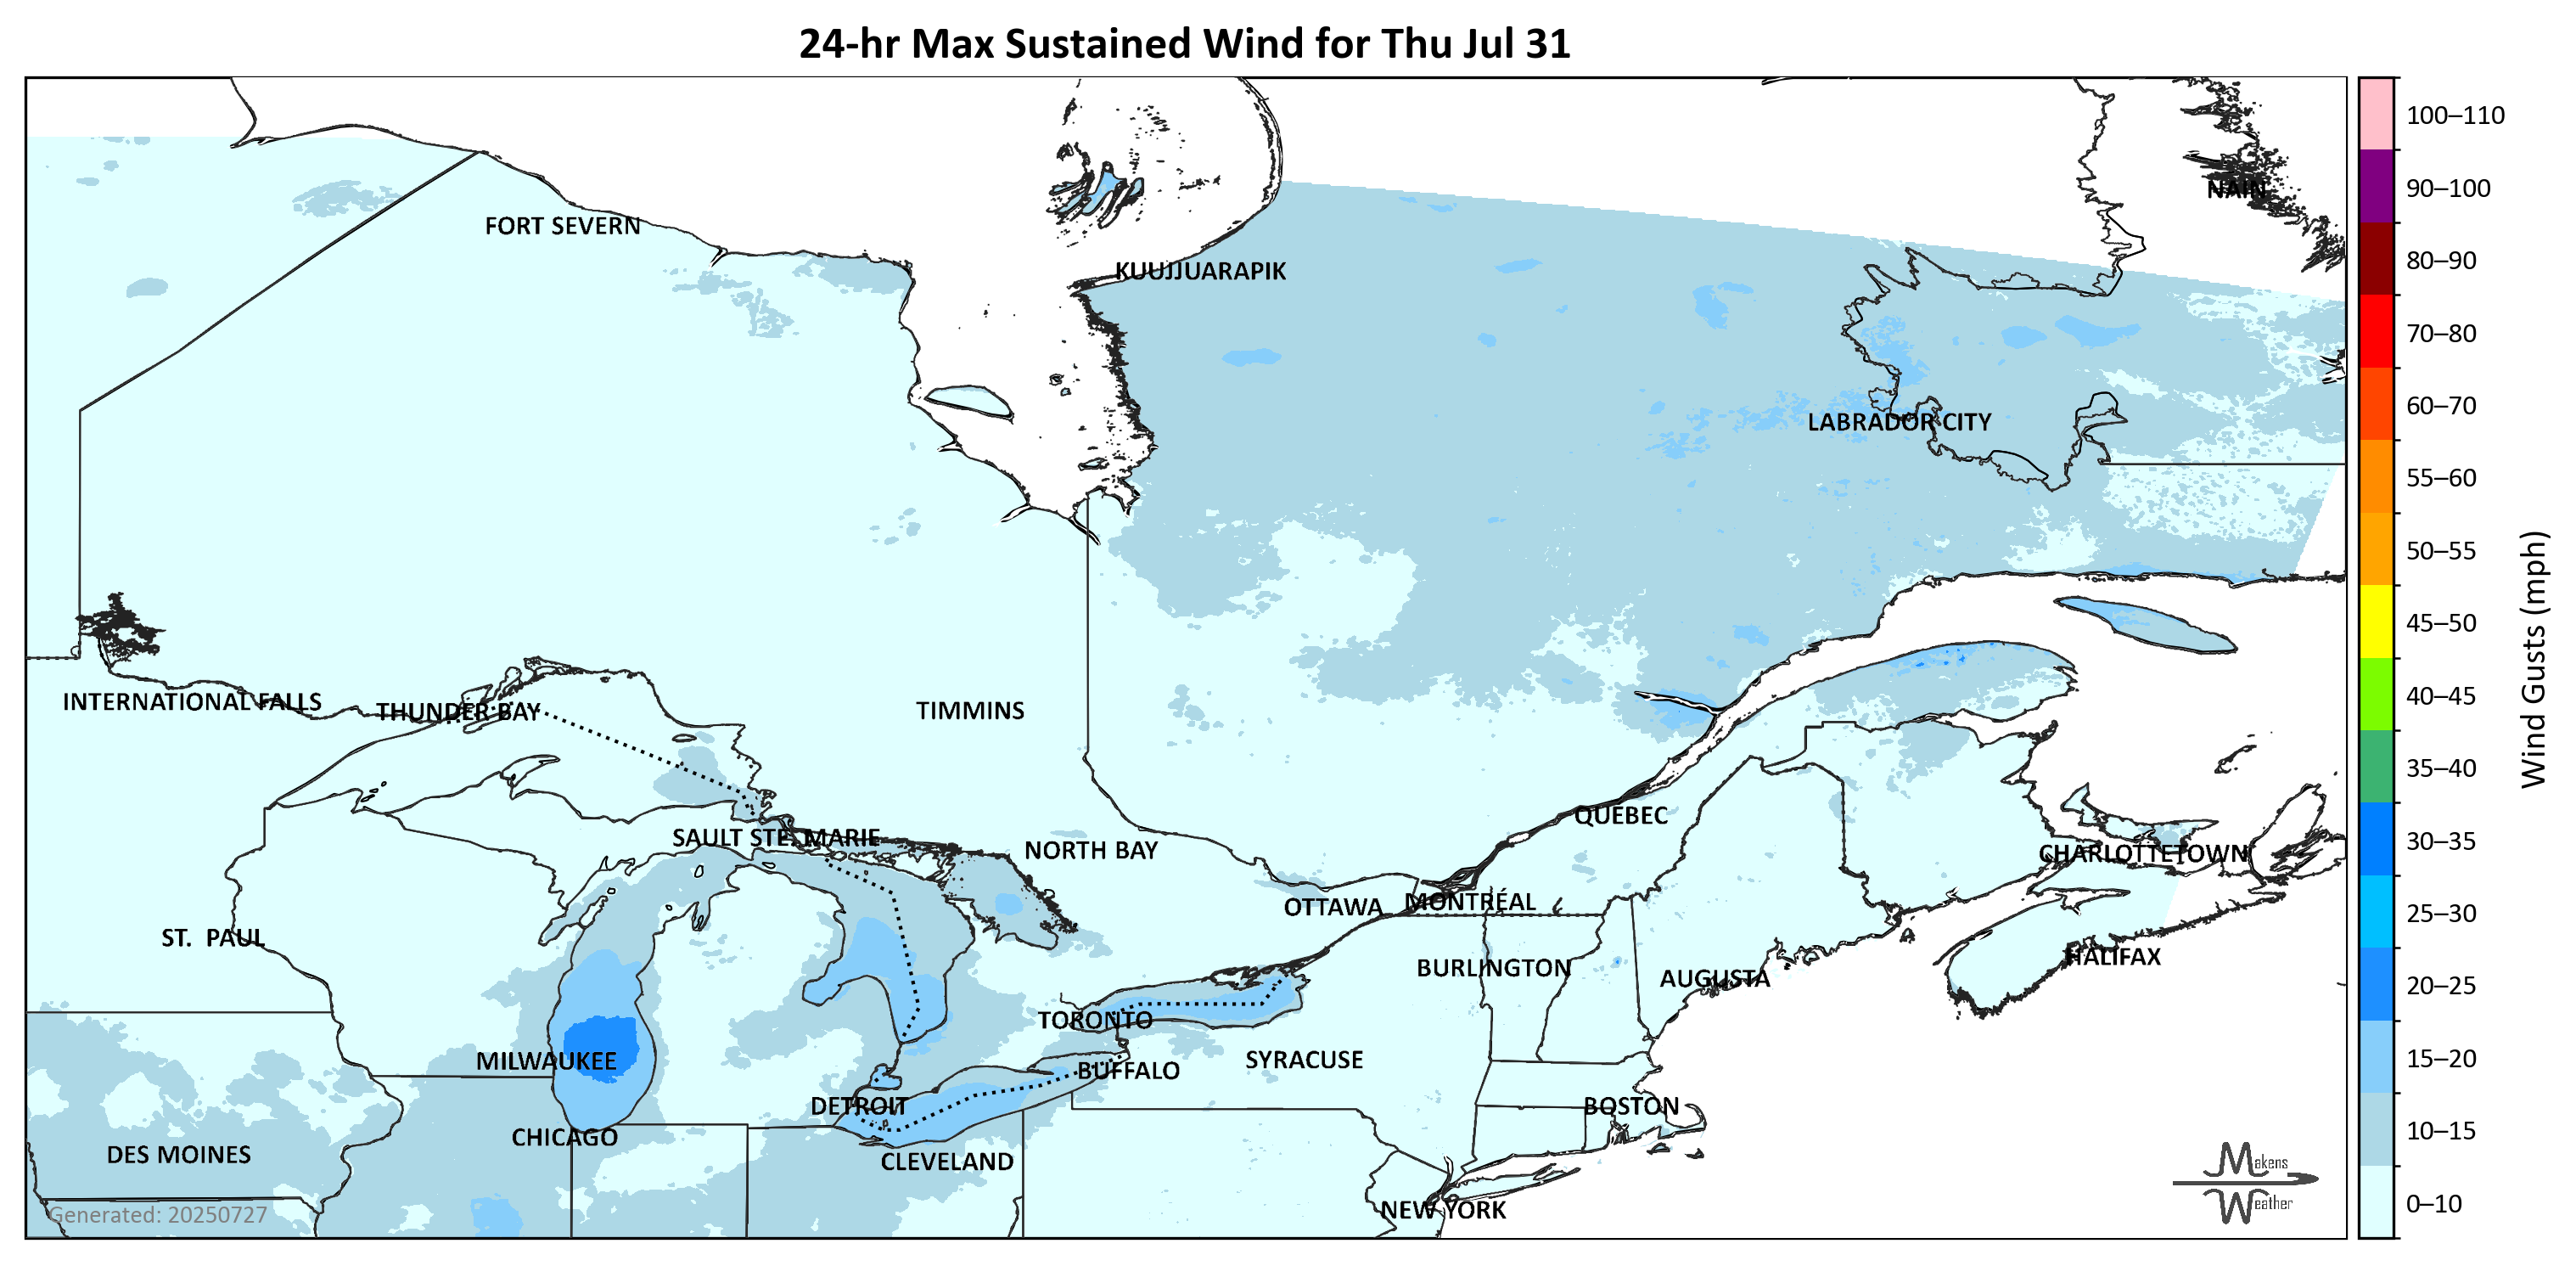 24-hr Max Sustained Wind for Thu Jul 31
100–110
90–100
NAIN
FORT SEVERN
80–90
KUUJJUARAPIK
70–80
60–70
LABRADOR CITY
55–60
50–55
45–50
Wind Gusts (mph)
INTERNATIONAL FALLS
THUNDER BAY
TIMMINS
40–45
35–40
QUÉBEC
SAULT STE. MARIE
NORTH BAY
CHARLOTTETOWN
30–35
OTTAWA
MONTRÉAL
25–30
ST. PAUL
HALIFAX
BURLINGTON
AUGUSTA
20–25
TORONTO
MILWAUKEE
SYRACUSE
BUFFALO
15–20
DETROIT
BOSTON
CHICAGO
10–15
DES MOINES
CLEVELAND
Makens
Weather
0–10
NEW YORK
Generated: 20250727